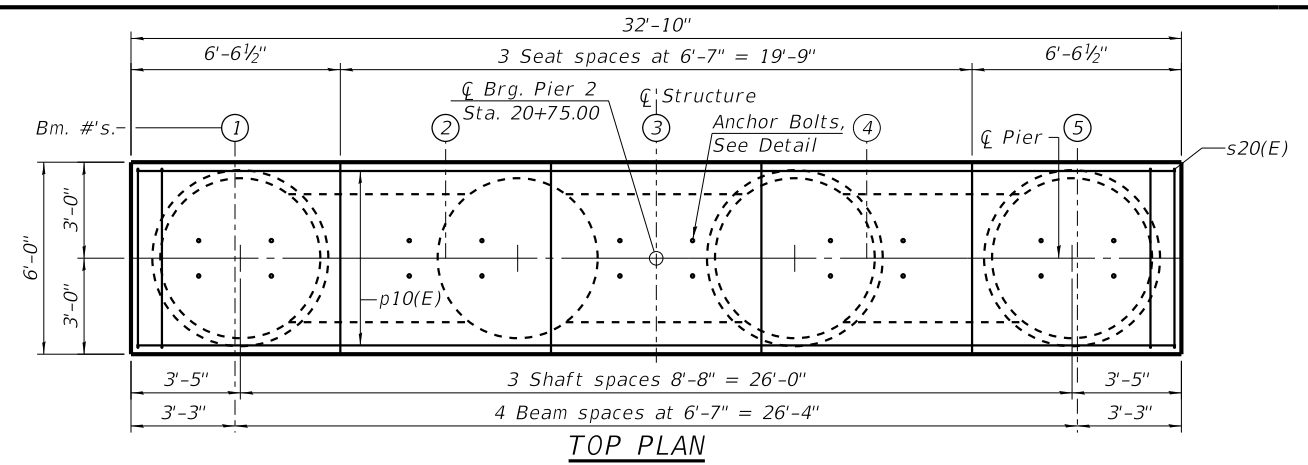 32'-10"
6'-6½"
3 Seat spaces at 6'-7" = 19'-9"
6'-6½"
℄ Brg. Pier 2
Sta. 20+75.00
℄ Structure
Bm. #'s.
1
2
3
Anchor Bolts,
See Detail
4
℄ Pier
5
s20(E)
6'-0"
3'-0"
3'-0"
p10(E)
3'-5"
3 Shaft spaces 8'-8" = 26'-0"
3'-5"
3'-3"
4 Beam spaces at 6'-7" = 26'-4"
3'-3"
TOP PLAN